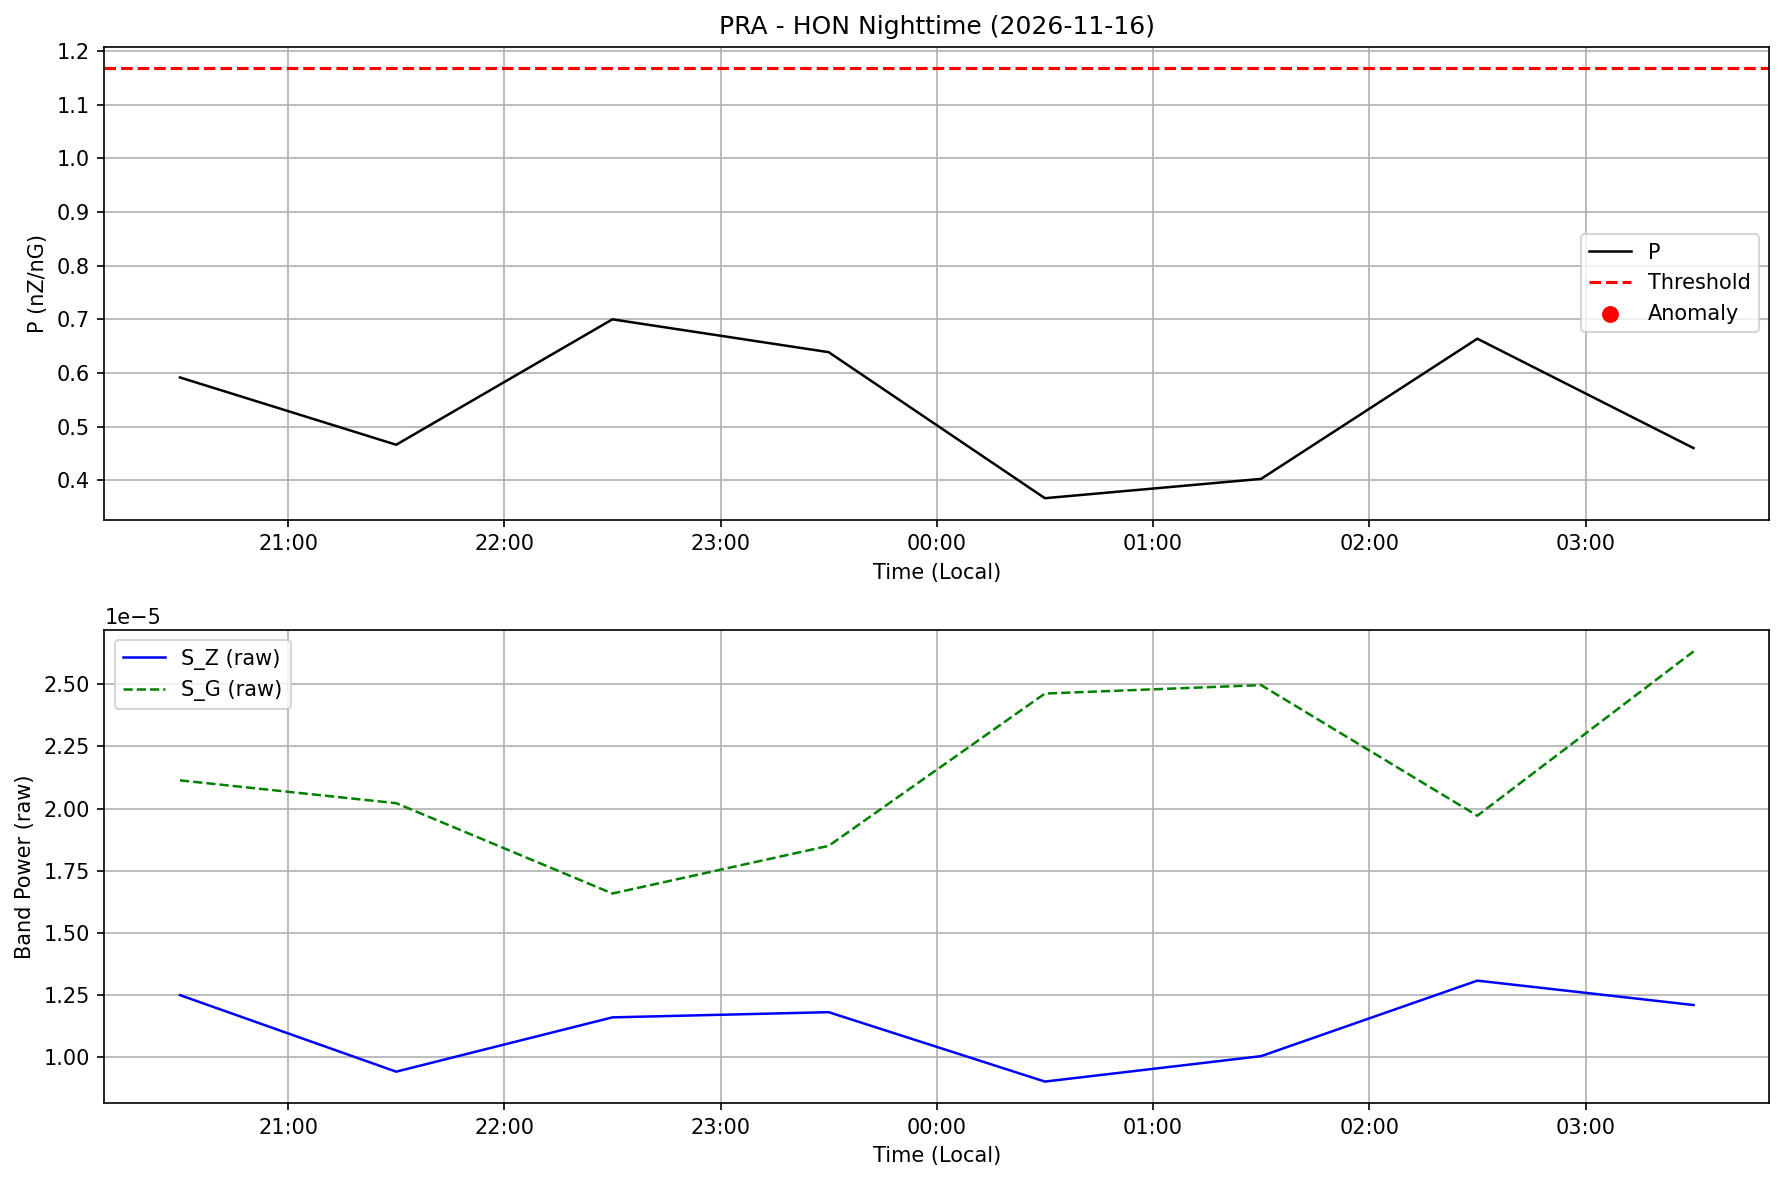 PRA - HON Nighttime (2026-11-16)
P (nZ/nG)
1.2
1.1
1.0
0.9
0.8
0.7
0.6
0.5
0.4
P
Threshold
Anomaly
21:00 22:00 23:00 00:00 01:00 02:00 03:00
Time (Local)
1e−5
Band Power (raw)
S_Z (raw)
S_G (raw)
2.50
2.25
2.00
1.75
1.50
1.25
1.00
21:00 22:00 23:00 00:00 01:00 02:00 03:00
Time (Local)